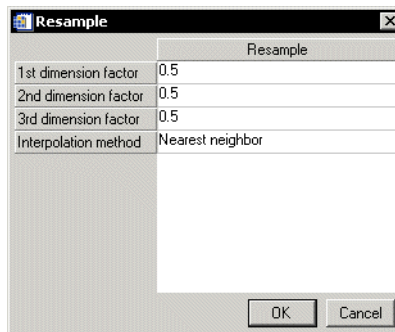 Resample
Resample
1st dimension factor 0.5
2nd dimension factor 0.5
3rd dimension factor 0.5
Interpolation method Nearest neighbor
OK Cancel